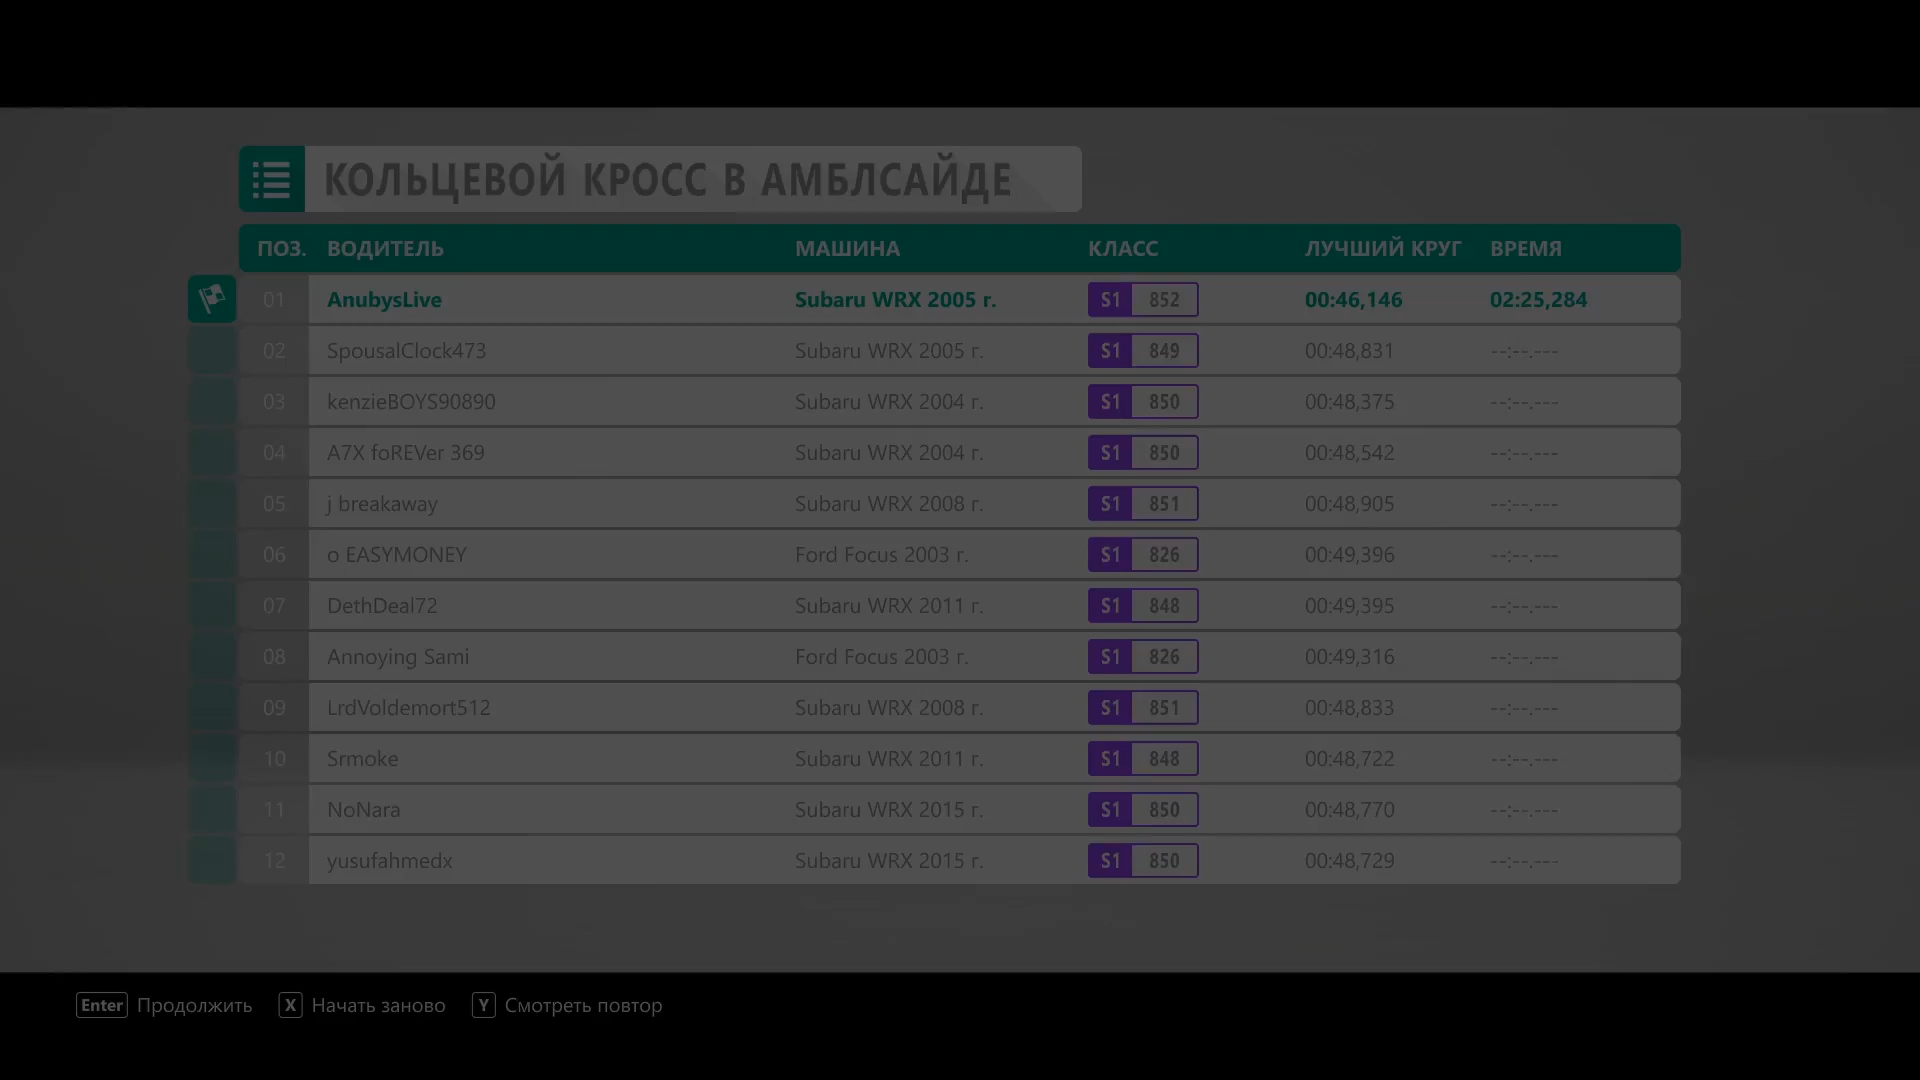 КОЛЬЦЕВОЙ КРОСС В АМБЛСАЙДЕ
ПОЗ. ВОДИТЕЛЬ МАШИНА КЛАСС ЛУЧШИЙ КРУГ ВРЕМЯ
01 AnubysLive Subaru WRX 2005 г. S1 852 00:46,146 02:25,284
02 SpousalClock473 Subaru WRX 2005 г. S1 849 00:48,831 --:--.---
03 kenzieBOYS90890 Subaru WRX 2004 г. S1 850 00:48,375 --:--.---
04 A7X foREVer 369 Subaru WRX 2004 г. S1 850 00:48,542 --:--.---
05 j breakaway Subaru WRX 2008 г. S1 851 00:48,905 --:--.---
06 o EASYMONEY Ford Focus 2003 г. S1 826 00:49,396 --:--.---
07 DethDeal72 Subaru WRX 2011 г. S1 848 00:49,395 --:--.---
08 Annoying Sami Ford Focus 2003 г. S1 826 00:49,316 --:--.---
09 LrdVoldemort512 Subaru WRX 2008 г. S1 851 00:48,833 --:--.---
10 Srmoke Subaru WRX 2011 г. S1 848 00:48,722 --:--.---
11 NoNara Subaru WRX 2015 г. S1 850 00:48,770 --:--.---
12 yusufahmedx Subaru WRX 2015 г. S1 850 00:48,729 --:--.---
Enter Продолжить X Начать заново Y Смотреть повтор